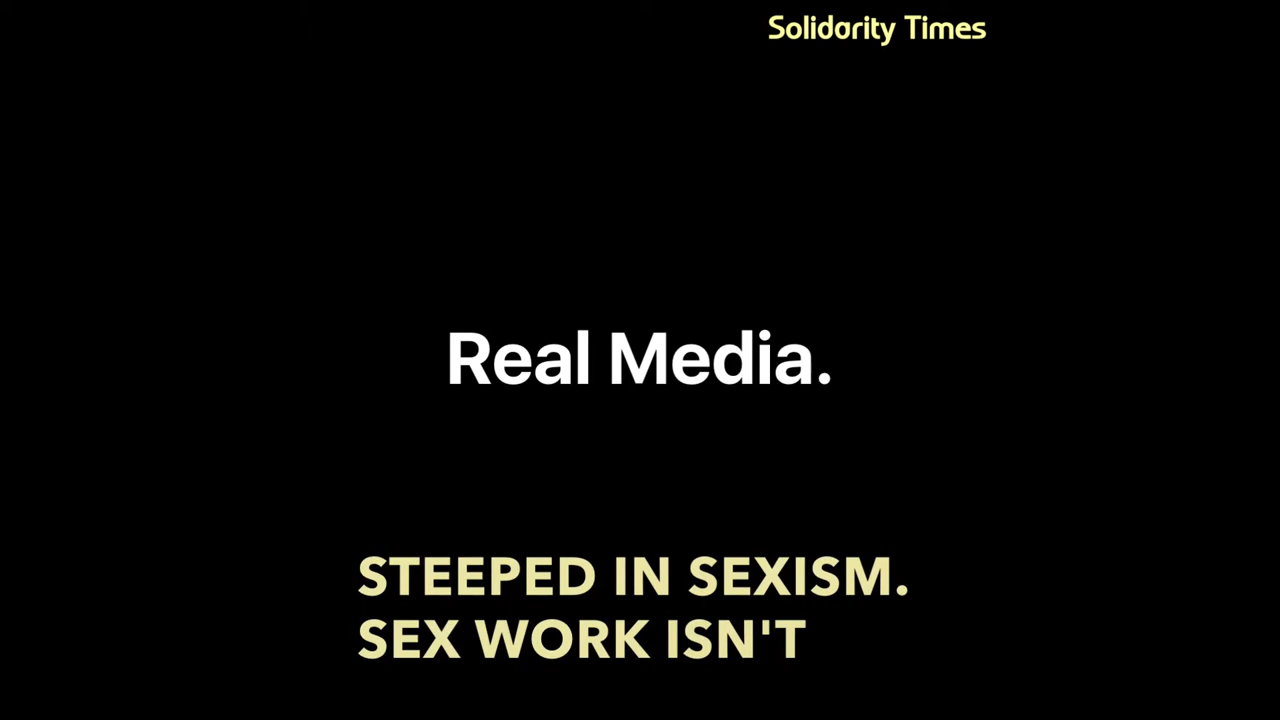 Solidarity Times
Real Media.
STEEPED IN SEXISM.
SEX WORK ISN'T